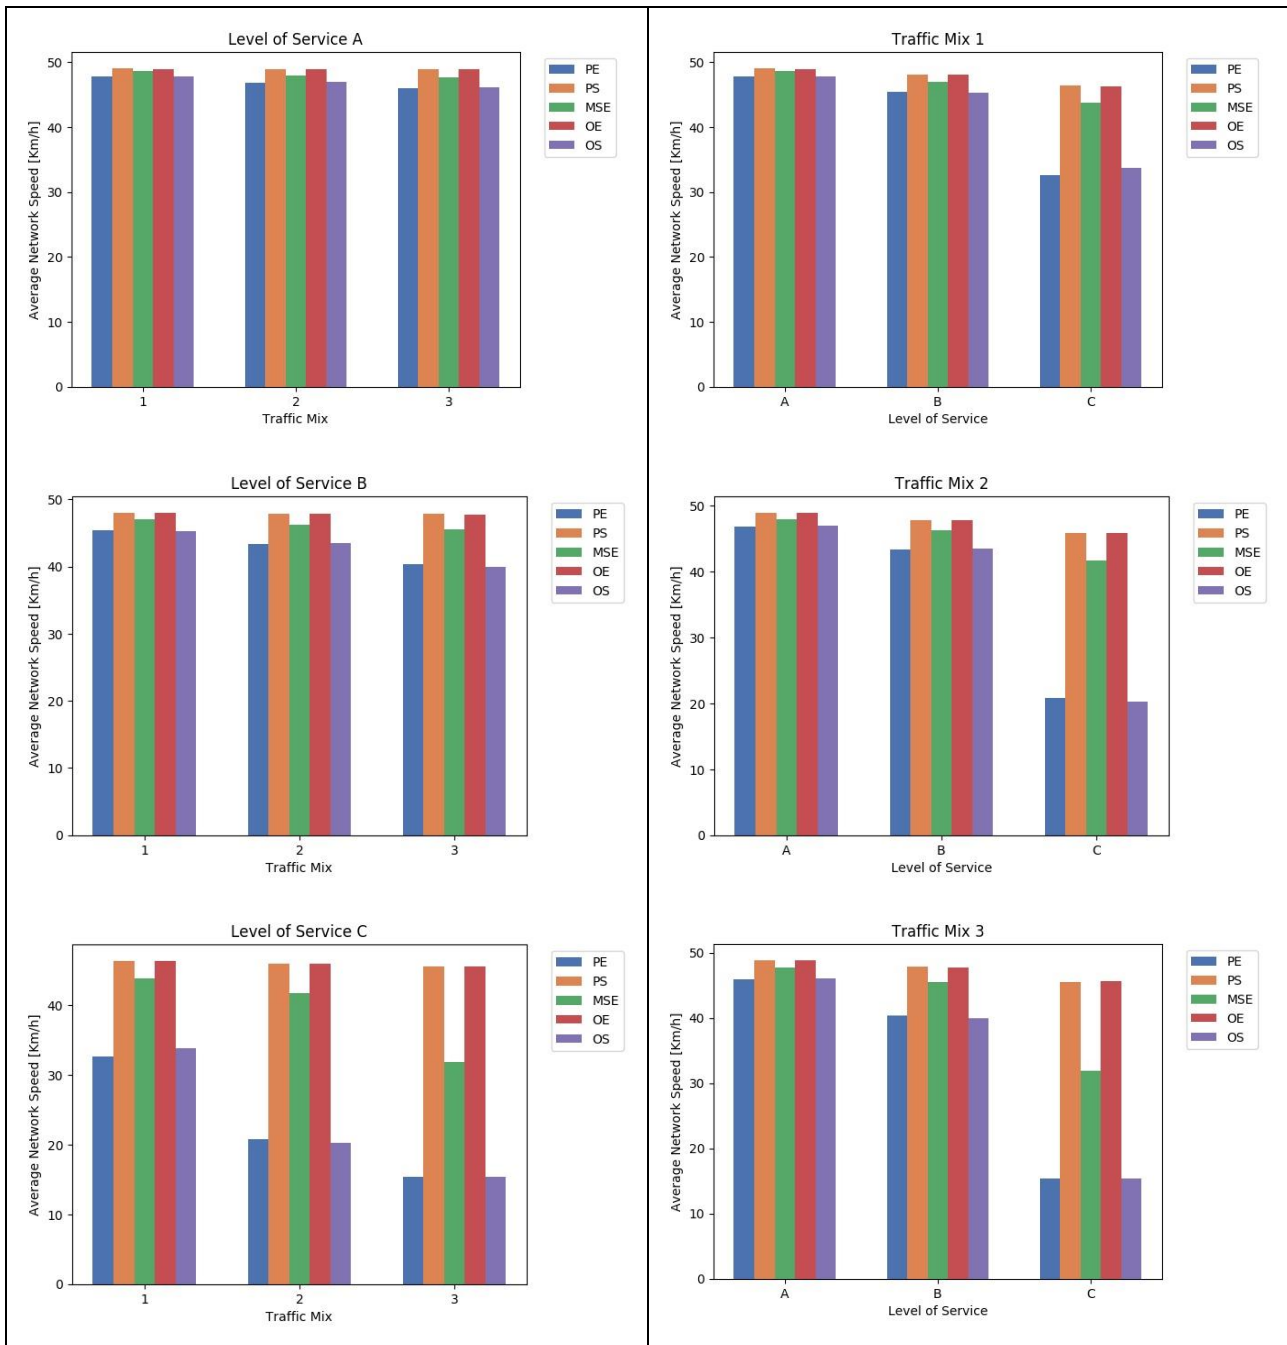 Level of Service A
Average Network Speed [Km/h]
50
40
30
20
10
0
1 2 3
Traffic Mix
PE
PS
MSE
OE
OS
Traffic Mix 1
Average Network Speed [Km/h]
50
40
30
20
10
0
A B C
Level of Service
PE
PS
MSE
OE
OS
Level of Service B
Average Network Speed [Km/h]
50
40
30
20
10
0
1 2 3
Traffic Mix
PE
PS
MSE
OE
OS
Traffic Mix 2
Average Network Speed [Km/h]
50
40
30
20
10
0
A B C
Level of Service
PE
PS
MSE
OE
OS
Level of Service C
Average Network Speed [Km/h]
40
30
20
10
0
1 2 3
Traffic Mix
PE
PS
MSE
OE
OS
Traffic Mix 3
Average Network Speed [Km/h]
50
40
30
20
10
0
A B C
Level of Service
PE
PS
MSE
OE
OS